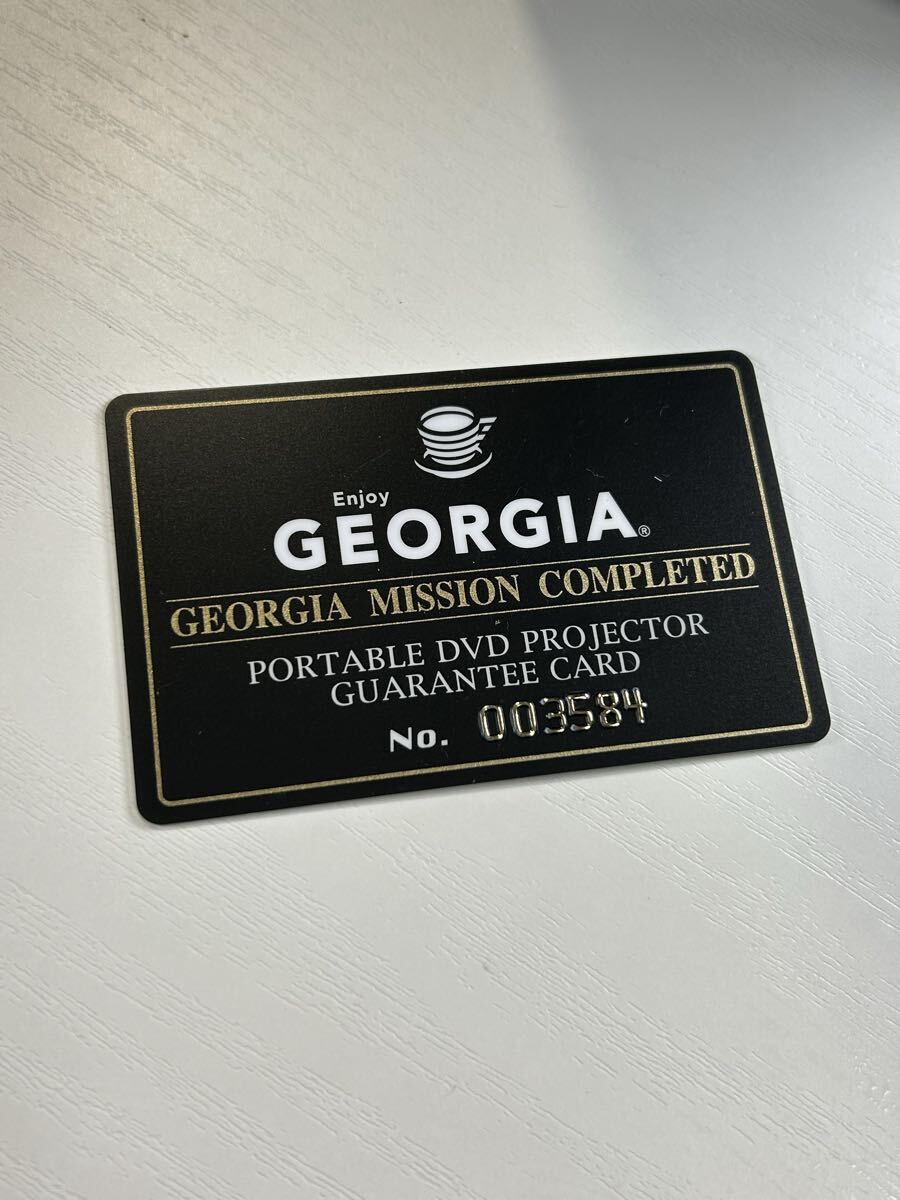 Enjoy
GEORGIA®
GEORGIA MISSION COMPLETED
PORTABLE DVD PROJECTOR
GUARANTEE CARD
No. 003584